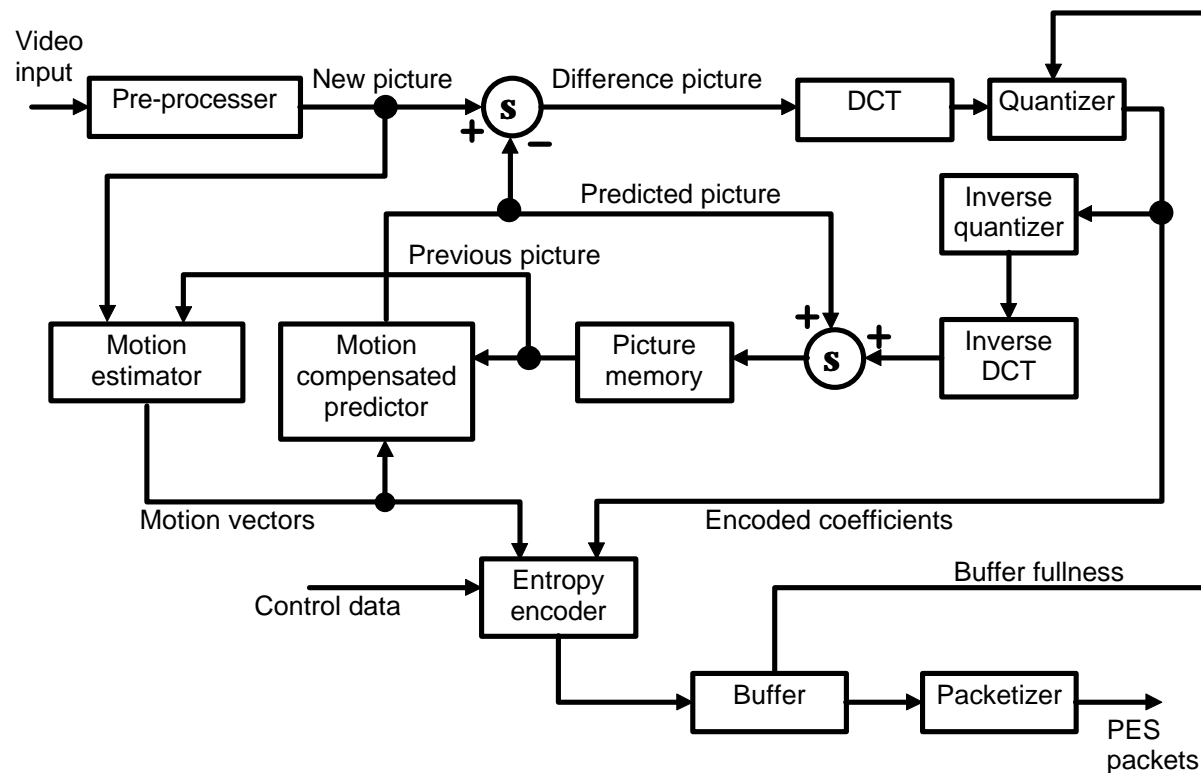 Video
input
Pre-processer
New picture
s
+
−
Difference picture
DCT
Quantizer
Predicted picture
Inverse
quantizer
Previous picture
Motion
estimator
Motion
compensated
predictor
Picture
memory
+
s
+
Inverse
DCT
Motion vectors
Encoded coefficients
Control data
Entropy
encoder
Buffer fullness
Buffer
Packetizer
PES
packets